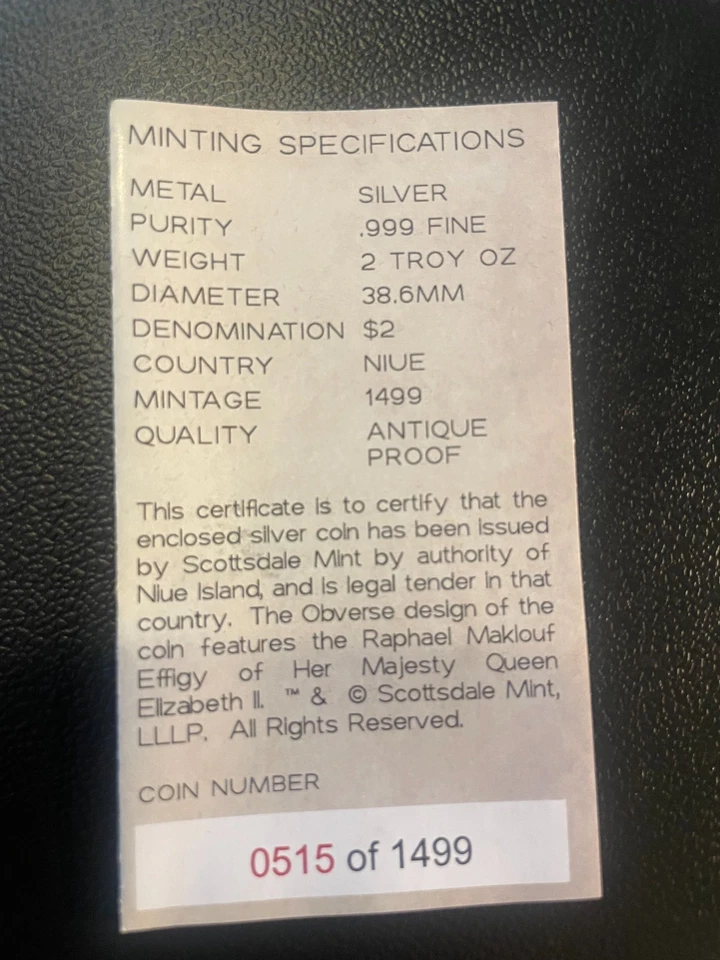 MINTING SPECIFICATIONS
METAL SILVER
PURITY .999 FINE
WEIGHT 2 TROY OZ
DIAMETER 38.6MM
DENOMINATION $2
COUNTRY NIUE
MINTAGE 1499
QUALITY ANTIQUE
PROOF
This certificate is to certify that the
enclosed silver coin has been issued
by Scottsdale Mint by authority of
Niue Island, and is legal tender in that
country. The Obverse design of the
coin features the Raphael Maklouf
Effigy of Her Majesty Queen
Elizabeth II. ™ & © Scottsdale Mint,
LLLP. All Rights Reserved.
COIN NUMBER
0515 of 1499